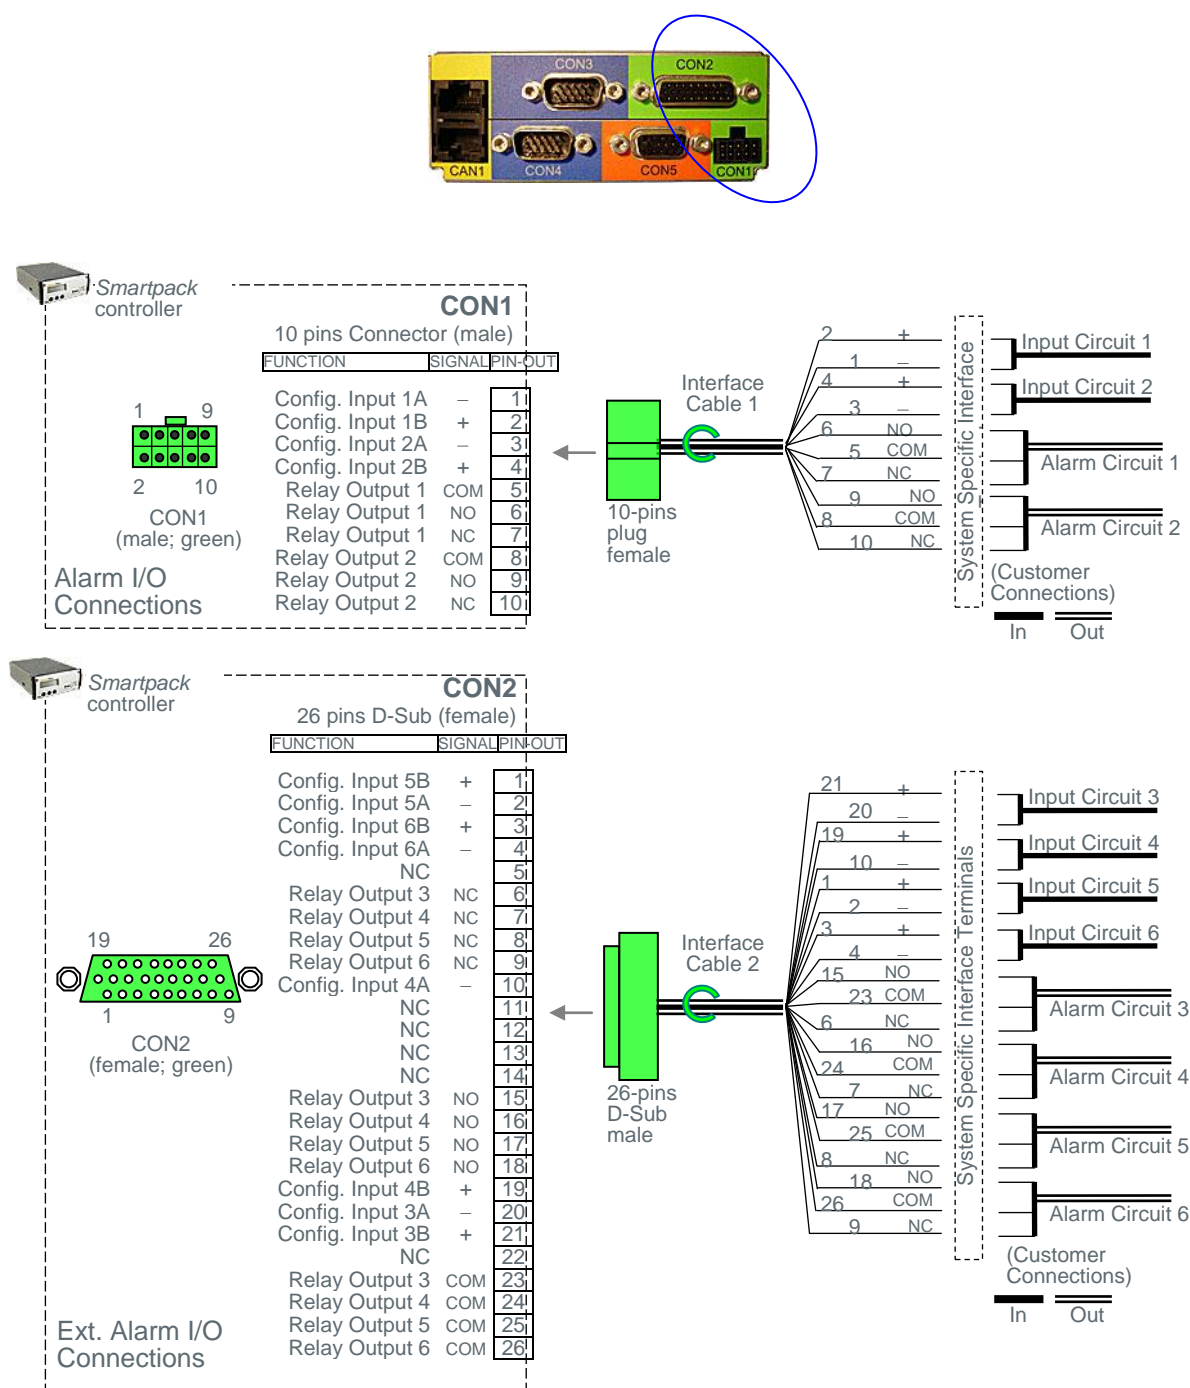 CON3
CON2
CAN1
CON4
CON5
CON1
Smartpack
controller
CON1
10 pins Connector (male)
FUNCTION SIGNAL PIN-OUT
Config. Input 1A – 1
Config. Input 1B + 2
Config. Input 2A – 3
Config. Input 2B + 4
Relay Output 1 COM 5
Relay Output 1 NO 6
Relay Output 1 NC 7
Relay Output 2 COM 8
Relay Output 2 NO 9
Relay Output 2 NC 10
1 9
2 10
CON1
(male; green)
Alarm I/O
Connections
Interface
Cable 1
10-pins
plug
female
2 +
1 –
4 +
3 –
6 NO
5 COM
7 NC
9 NO
8 COM
10 NC
System Specific Interface
Input Circuit 1
Input Circuit 2
Alarm Circuit 1
Alarm Circuit 2
(Customer
Connections)
In Out
Smartpack
controller
CON2
26 pins D-Sub (female)
FUNCTION SIGNAL PIN-OUT
Config. Input 5B + 1
Config. Input 5A – 2
Config. Input 6B + 3
Config. Input 6A – 4
NC 5
Relay Output 3 NC 6
Relay Output 4 NC 7
Relay Output 5 NC 8
Relay Output 6 NC 9
Config. Input 4A – 10
NC 11
NC 12
NC 13
NC 14
Relay Output 3 NO 15
Relay Output 4 NO 16
Relay Output 5 NO 17
Relay Output 6 NO 18
Config. Input 4B + 19
Config. Input 3A – 20
Config. Input 3B + 21
NC 22
Relay Output 3 COM 23
Relay Output 4 COM 24
Relay Output 5 COM 25
Relay Output 6 COM 26
19 26
1 9
CON2
(female; green)
Ext. Alarm I/O
Connections
Interface
Cable 2
26-pins
D-Sub
male
21 +
20 –
19 +
10 –
1 +
2 –
3 +
4 –
15 NO
23 COM
6 NC
16 NO
24 COM
7 NC
17 NO
25 COM
8 NC
18 NO
26 COM
9 NC
System Specific Interface Terminals
Input Circuit 3
Input Circuit 4
Input Circuit 5
Input Circuit 6
Alarm Circuit 3
Alarm Circuit 4
Alarm Circuit 5
Alarm Circuit 6
(Customer
Connections)
In Out